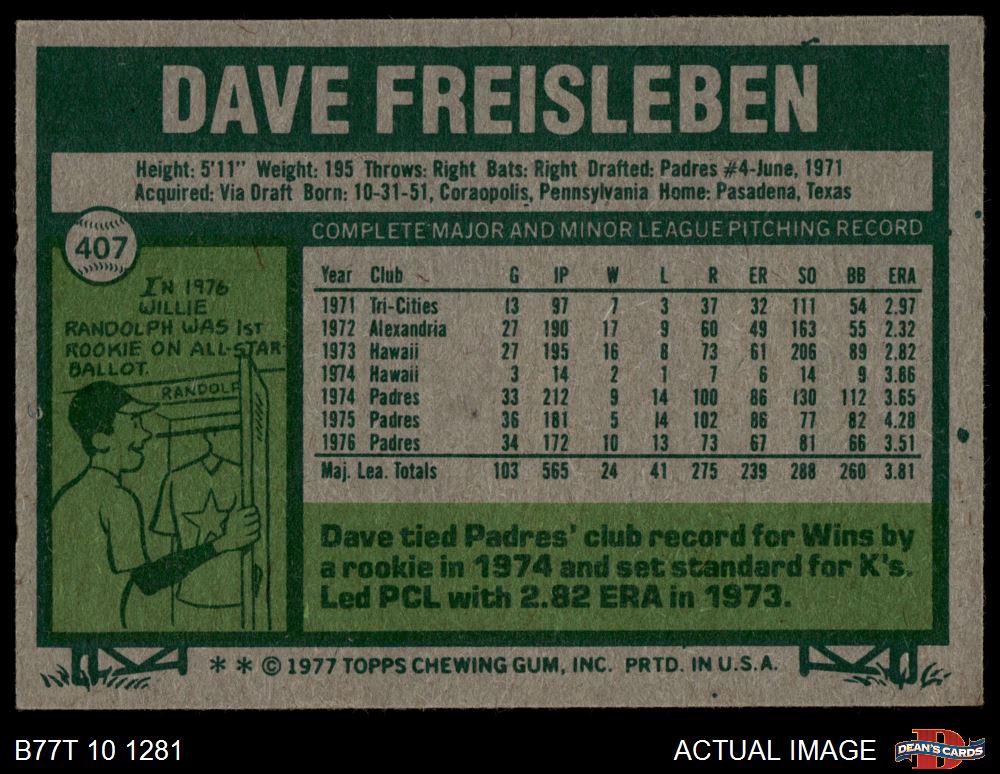 DAVE FREISLEBEN
Height: 5'11" Weight: 195 Throws: Right Bats: Right Drafted: Padres #4-June, 1971
Acquired: Via Draft Born: 10-31-51, Coraopolis, Pennsylvania Home: Pasadena, Texas
407
IN 1976
WILLIE
RANDOLPH WAS 1ST
ROOKIE ON ALL-STAR
BALLOT.
RANDOLP
COMPLETE MAJOR AND MINOR LEAGUE PITCHING RECORD
Year Club G IP W L R ER SO BB ERA
1971 Tri-Cities 13 97 7 3 37 32 111 54 2.97
1972 Alexandria 27 190 17 9 60 49 163 55 2.32
1973 Hawaii 27 195 16 8 73 61 206 89 2.82
1974 Hawaii 3 14 2 1 7 6 14 9 3.86
1974 Padres 33 212 9 14 100 86 130 112 3.65
1975 Padres 36 181 5 14 102 86 77 82 4.28
1976 Padres 34 172 10 13 73 67 81 66 3.51
Maj. Lea. Totals 103 565 24 41 275 239 288 260 3.81
Dave tied Padres' club record for Wins by
a rookie in 1974 and set standard for K's.
Led PCL with 2.82 ERA in 1973.
* * © 1977 TOPPS CHEWING GUM, INC. PRTD. IN U.S.A.
B77T 10 1281
ACTUAL IMAGE
D
DEAN'S CARDS